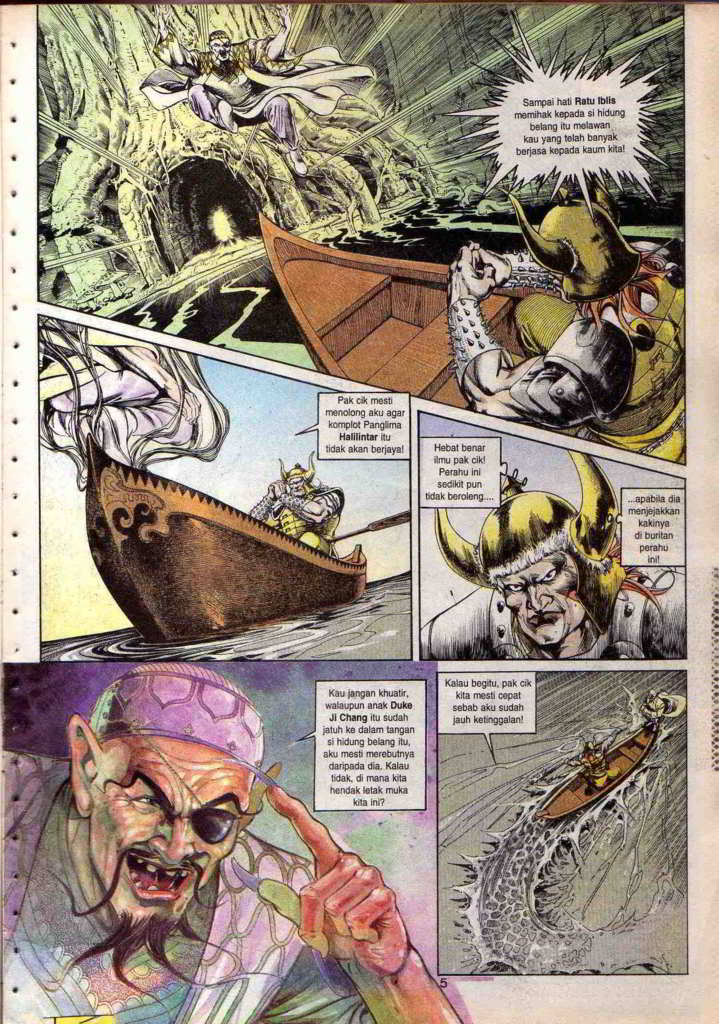 Sampai hati Ratu Iblis
memihak kepada si hidung
belang itu melawan
kau yang telah banyak
berjasa kepada kaum kita!
Pak cik mesti
menolong aku agar
komplot Panglima
Halilintar itu
tidak akan berjaya!
Hebat benar
ilmu pak cik!
Perahu ini
sedikit pun
tidak beroleng....
...apabila dia
menjejakkan
kakinya
di buritan
perahu
ini!
Kau jangan khuatir,
walaupun anak Duke
Ji Chang itu sudah
jatuh ke dalam tangan
si hidung belang itu,
aku mesti merebutnya
daripada dia. Kalau
tidak, di mana kita
hendak letak muka
kita ini?
Kalau begitu, pak cik
kita mesti cepat
sebab aku sudah
jauh ketinggalan!
5